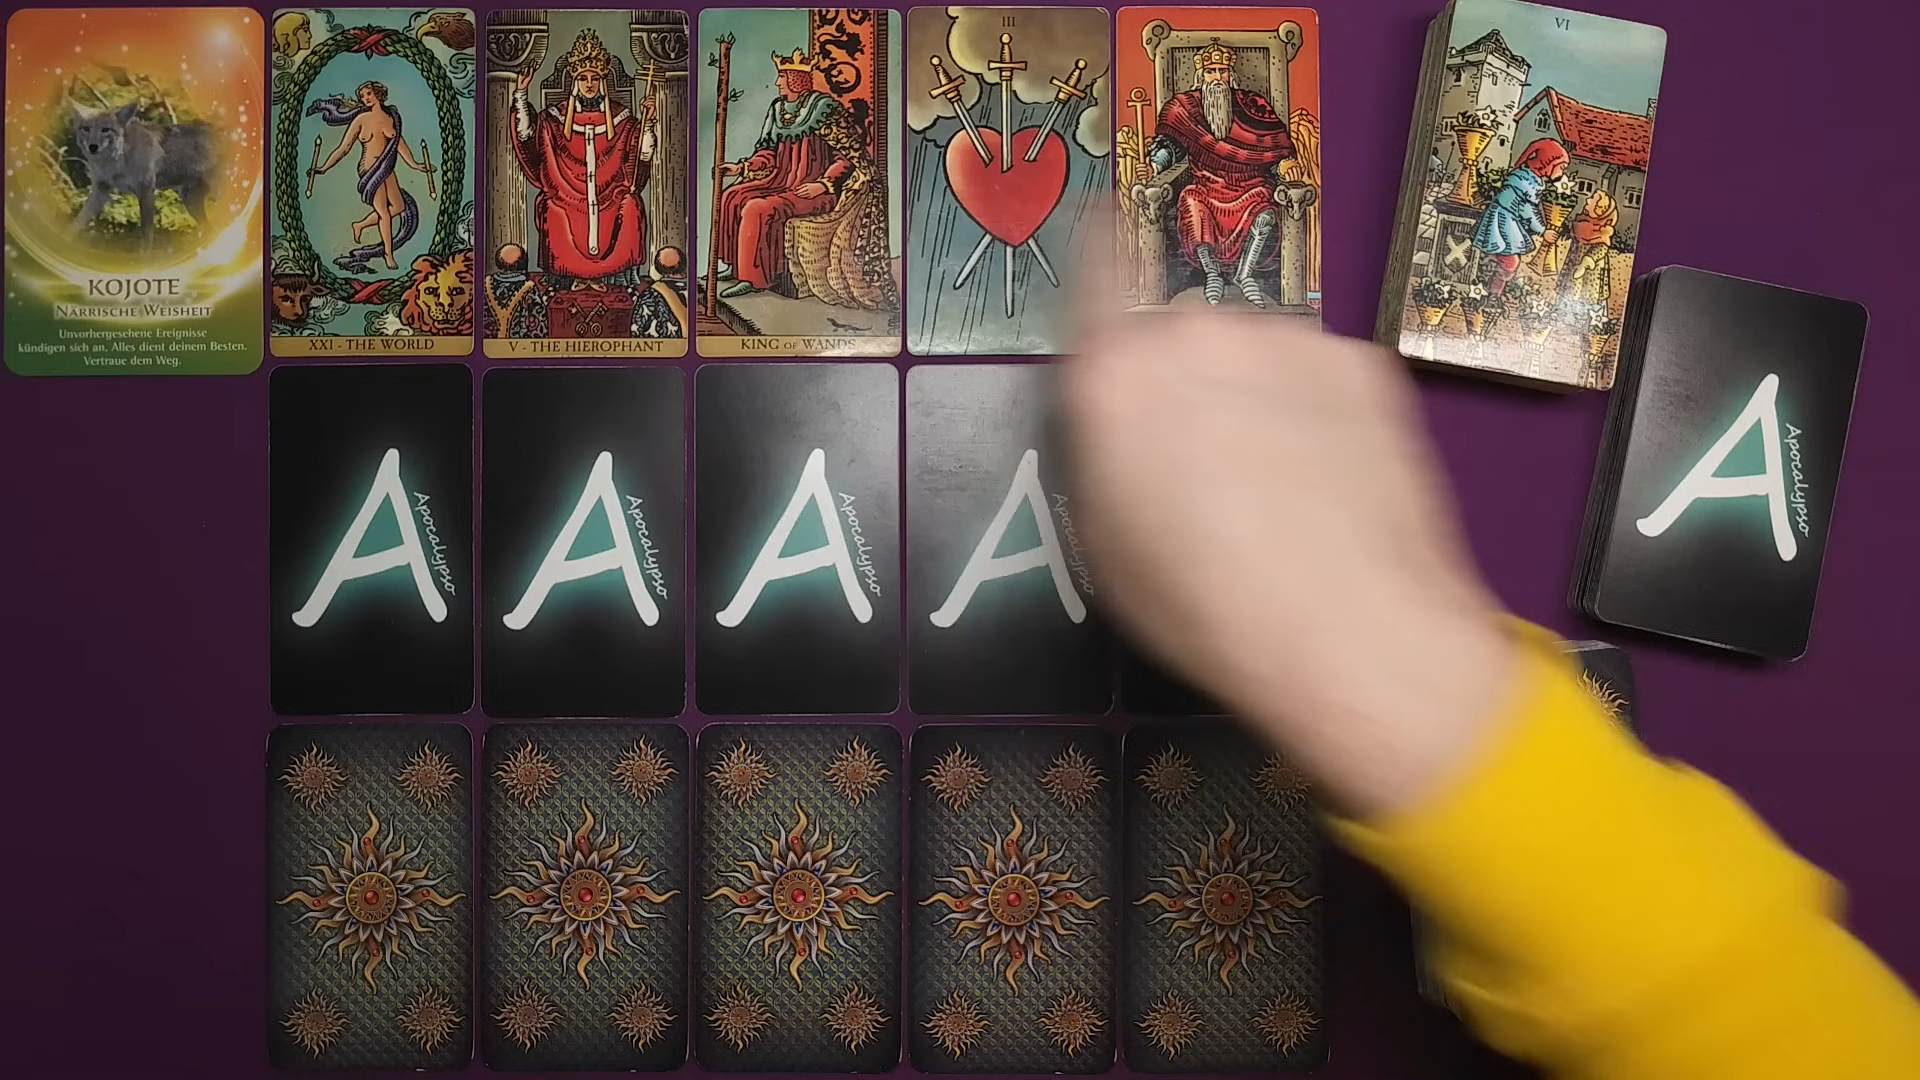 KOJOTE
NÄRRISCHE WEISHEIT
Unvorhergesehene Ereignisse
kündigen sich an. Alles dient deinem Besten.
Vertraue dem Weg.
XXI - THE WORLD
V - THE HIEROPHANT
KING OF WANDS
III
VI
A
Apocalypso
A
Apocalypso
A
Apocalypso
A
Apocalypso
A
Apocalypso